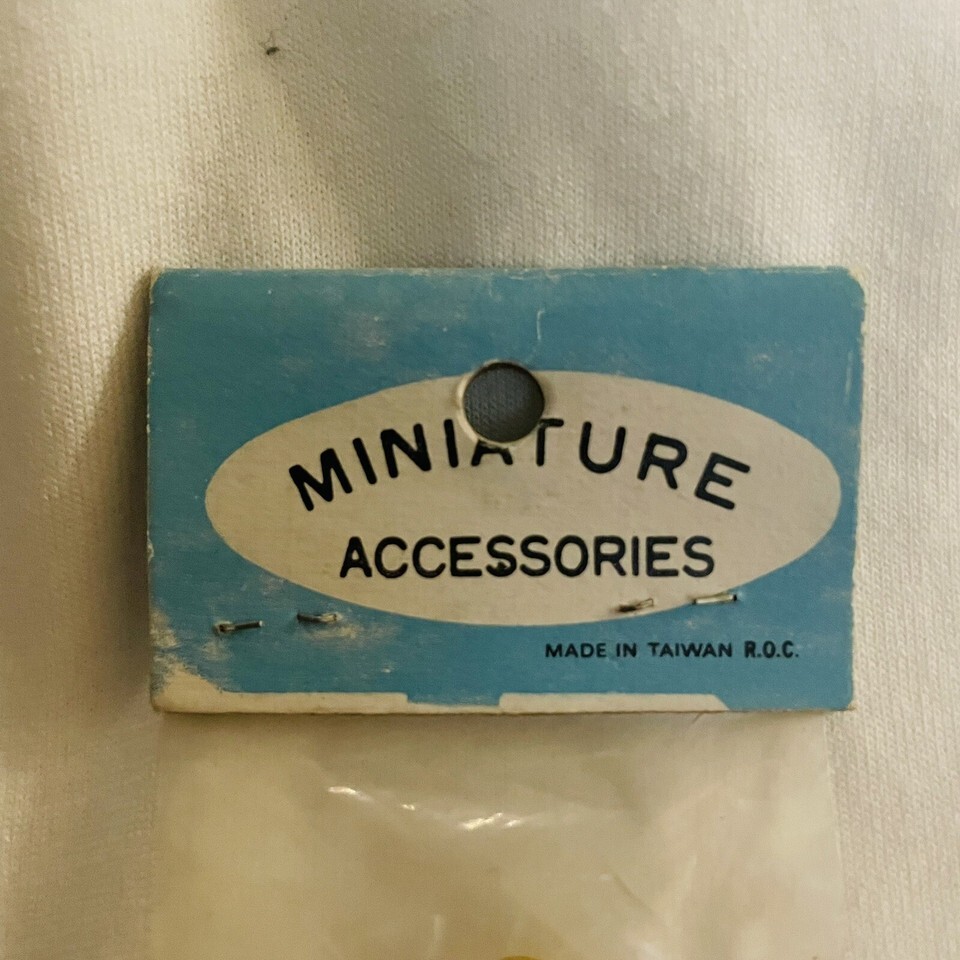 MINIATURE
ACCESSORIES
MADE IN TAIWAN R.O.C.